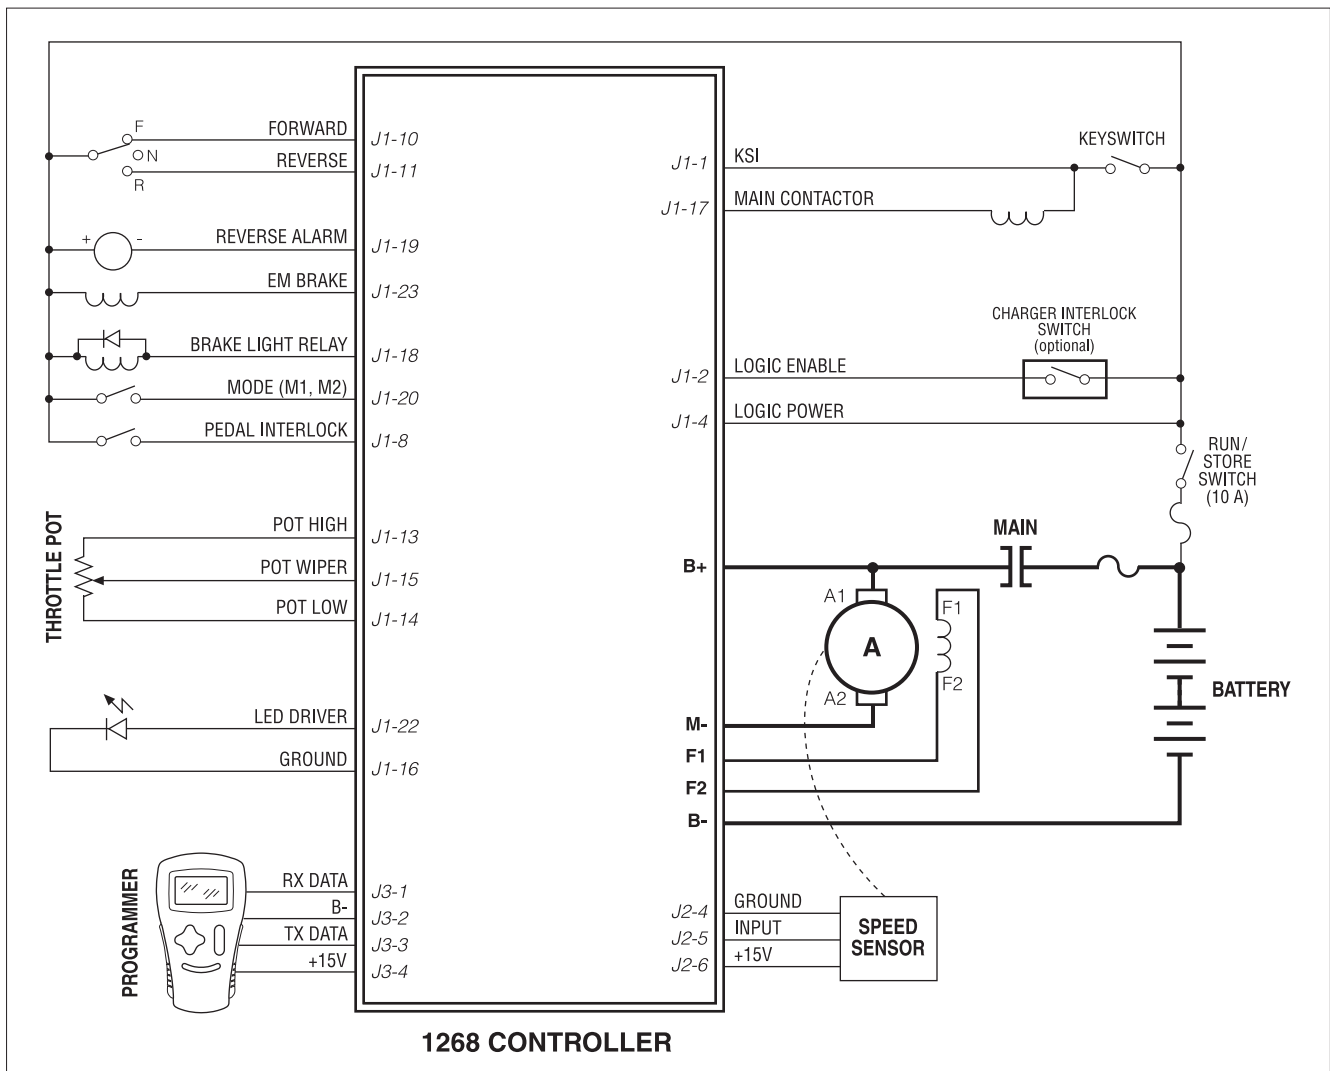 FORWARD
REVERSE
F
N
R
J1-10
J1-11
REVERSE ALARM
+
-
J1-19
EM BRAKE
J1-23
BRAKE LIGHT RELAY
J1-18
MODE (M1, M2)
J1-20
PEDAL INTERLOCK
J1-8
THROTTLE POT
POT HIGH
J1-13
POT WIPER
J1-15
POT LOW
J1-14
LED DRIVER
J1-22
GROUND
J1-16
PROGRAMMER
RX DATA
J3-1
B-
J3-2
TX DATA
J3-3
+15V
J3-4
J1-1
KSI
KEYSWITCH
J1-17
MAIN CONTACTOR
CHARGER INTERLOCK
SWITCH
(optional)
J1-2
LOGIC ENABLE
J1-4
LOGIC POWER
RUN/
STORE
SWITCH
(10 A)
MAIN
B+
A1
A
A2
F1
F2
BATTERY
M-
F1
F2
B-
J2-4
GROUND
J2-5
INPUT
J2-6
+15V
SPEED
SENSOR
1268 CONTROLLER